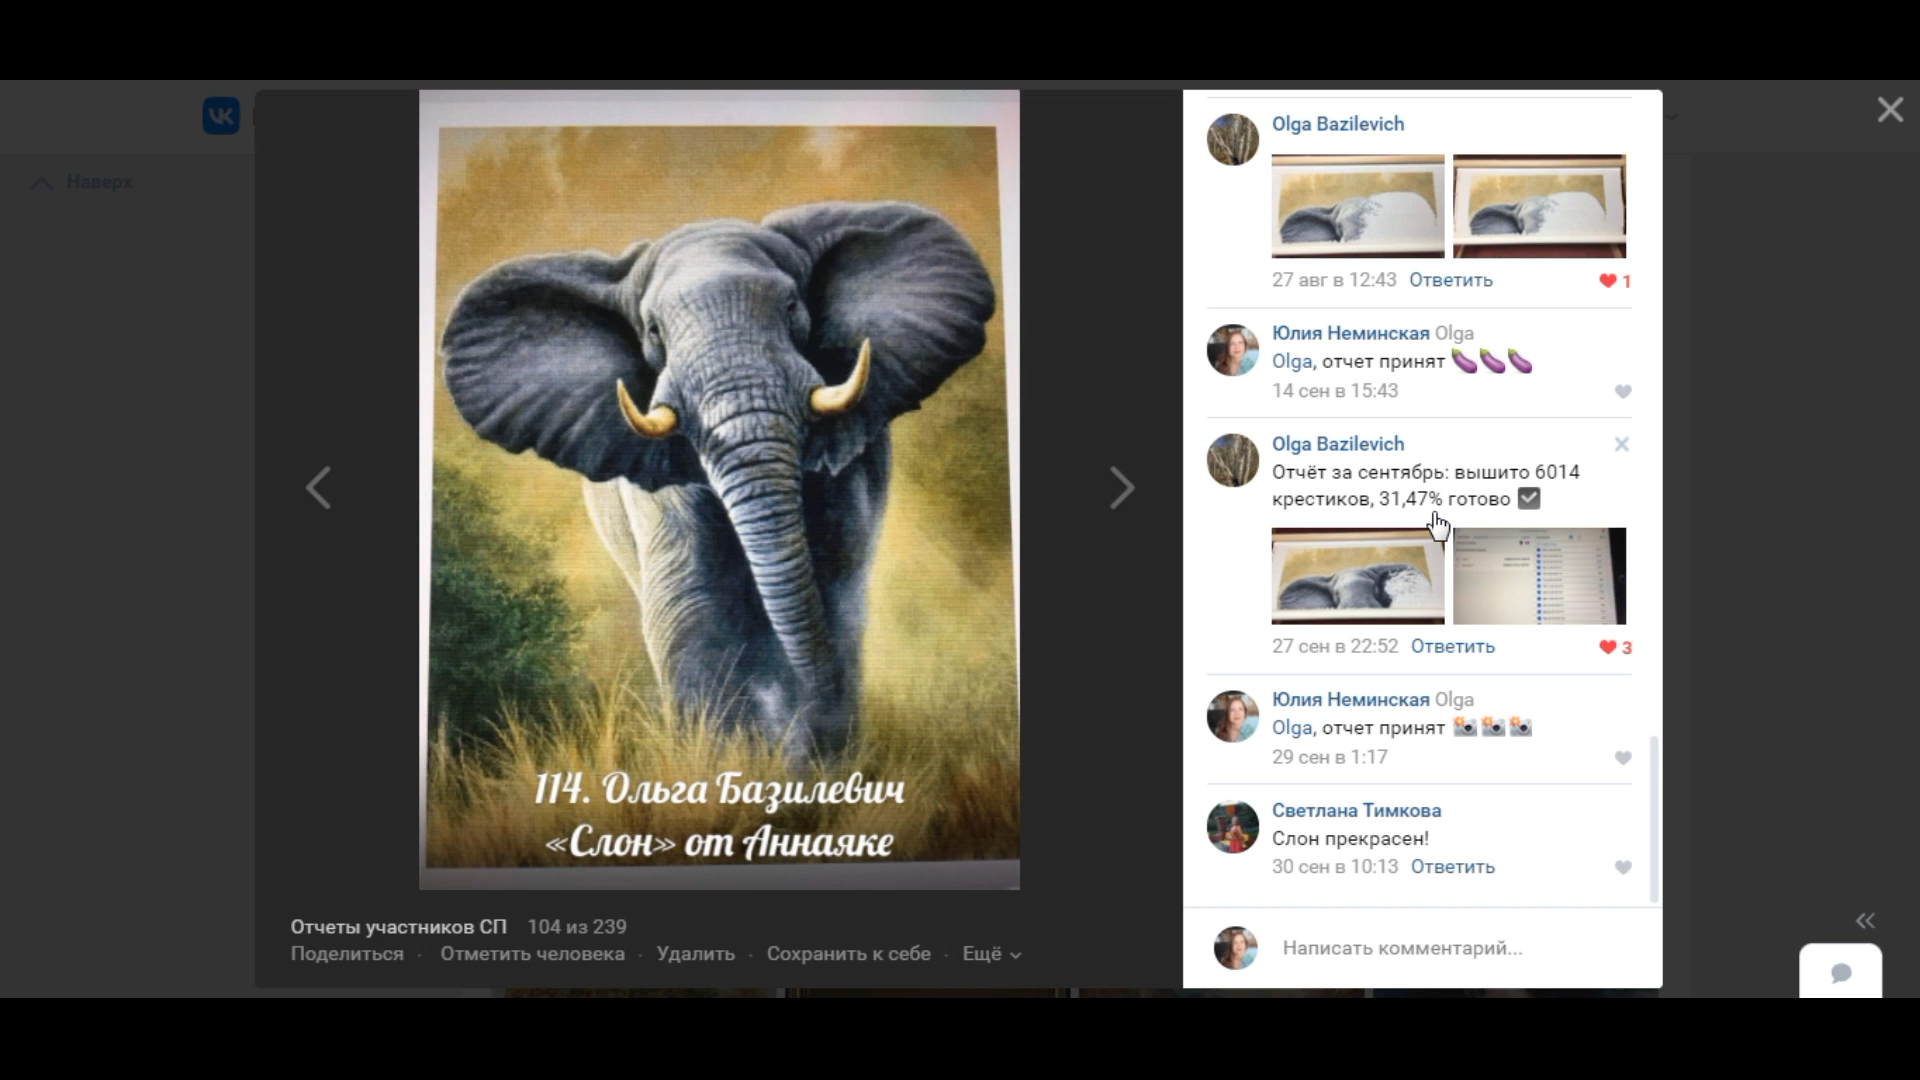 Наверх
114. Ольга Базилевич
«Слон» от Аннаяке
Отчеты участников СП 104 из 239
Поделиться · Отметить человека · Удалить · Сохранить к себе · Ещё
Olga Bazilevich
27 авг в 12:43 Ответить 1
Юлия Неминская Olga
Olga, отчет принят 🍆🍆🍆
14 сен в 15:43
Olga Bazilevich
Отчёт за сентябрь: вышито 6014
крестиков, 31,47% готово ☑
27 сен в 22:52 Ответить 3
Юлия Неминская Olga
Olga, отчет принят 📸📸📸
29 сен в 1:17
Светлана Тимкова
Слон прекрасен!
30 сен в 10:13 Ответить
Написать комментарий...